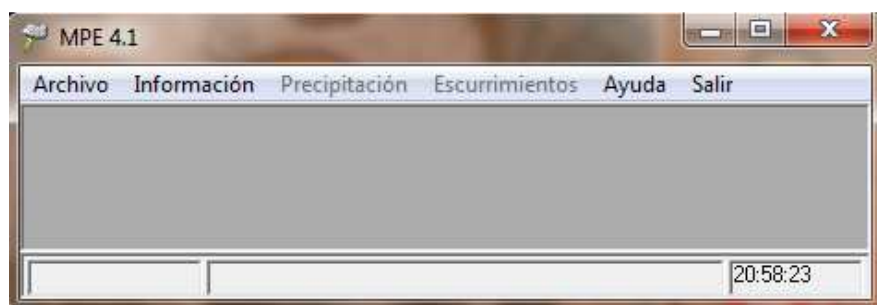 MPE 4.1
Archivo Información Precipitación Escurrimientos Ayuda Salir
20:58:23